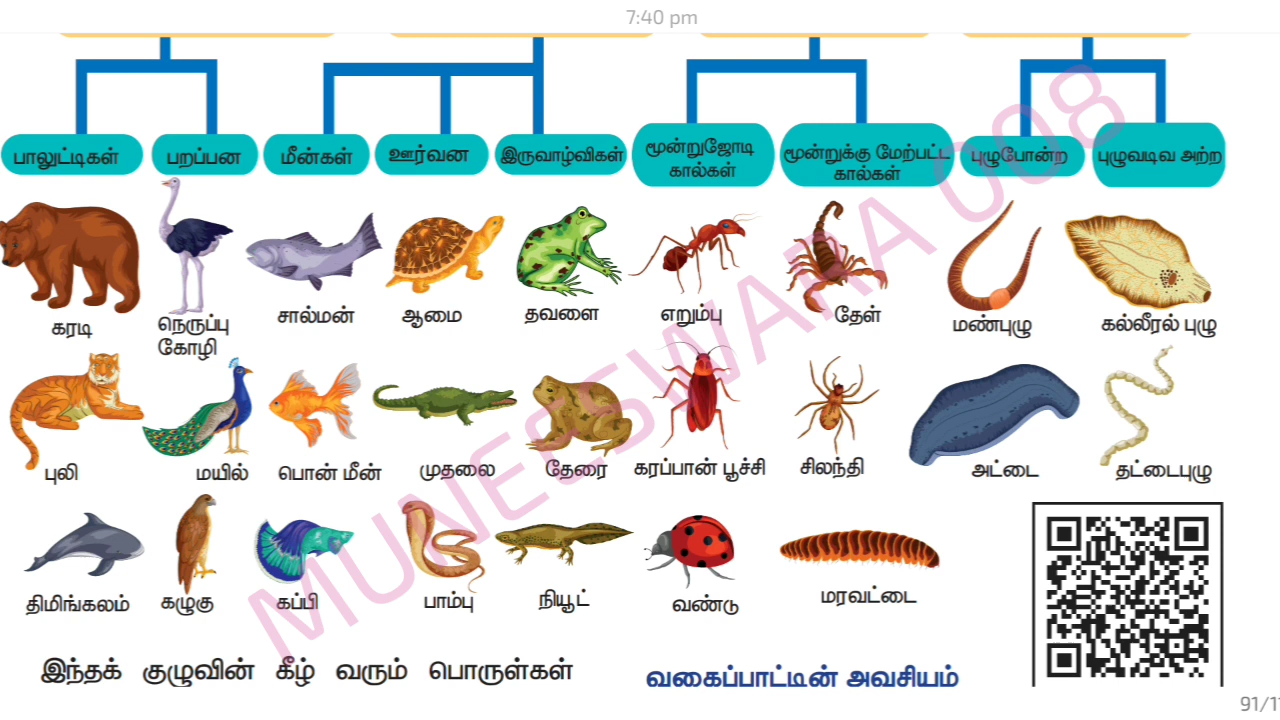 7:40 pm
பாலுட்டிகள்
பறப்பன
மீன்கள்
ஊர்வன
இருவாழ்விகள்
மூன்றுஜோடி
கால்கள்
மூன்றுக்கு மேற்பட்ட
கால்கள்
புழுபோன்ற
புழுவடிவ அற்ற
கரடி
நெருப்பு
கோழி
சால்மன்
ஆமை
தவளை
எறும்பு
தேள்
மண்புழு
கல்லீரல் புழு
புலி
மயில்
பொன் மீன்
முதலை
தேரை
கரப்பான் பூச்சி
சிலந்தி
அட்டை
தட்டைபுழு
திமிங்கலம்
கழுகு
கப்பி
பாம்பு
நியூட்
வண்டு
மரவட்டை
MUNEESWARA 008
இந்தக் குழுவின் கீழ் வரும் பொருள்கள்
வகைப்பாட்டின் அவசியம்